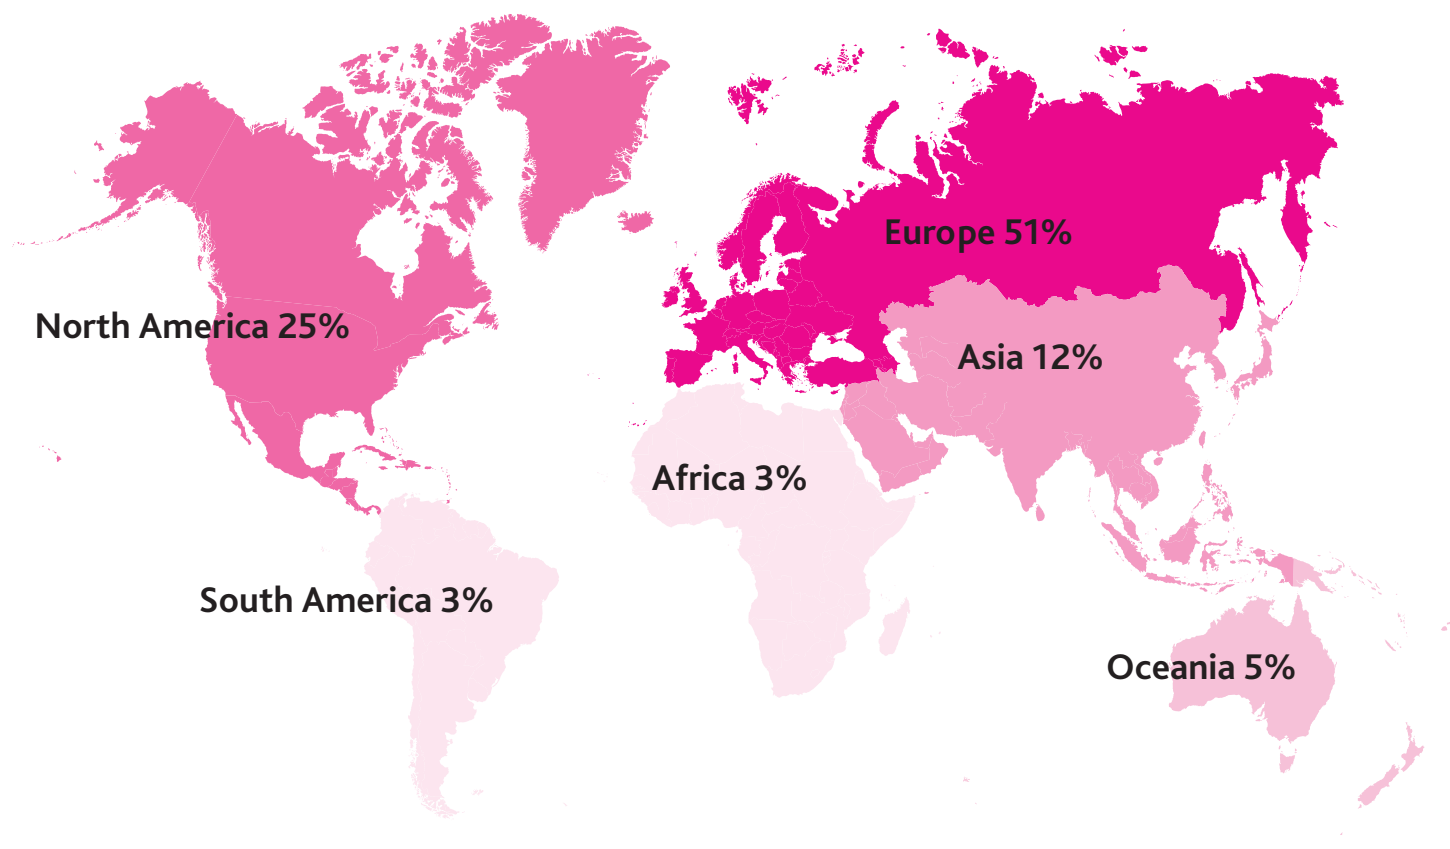 Europe 51%
North America 25%
Asia 12%
Africa 3%
South America 3%
Oceania 5%